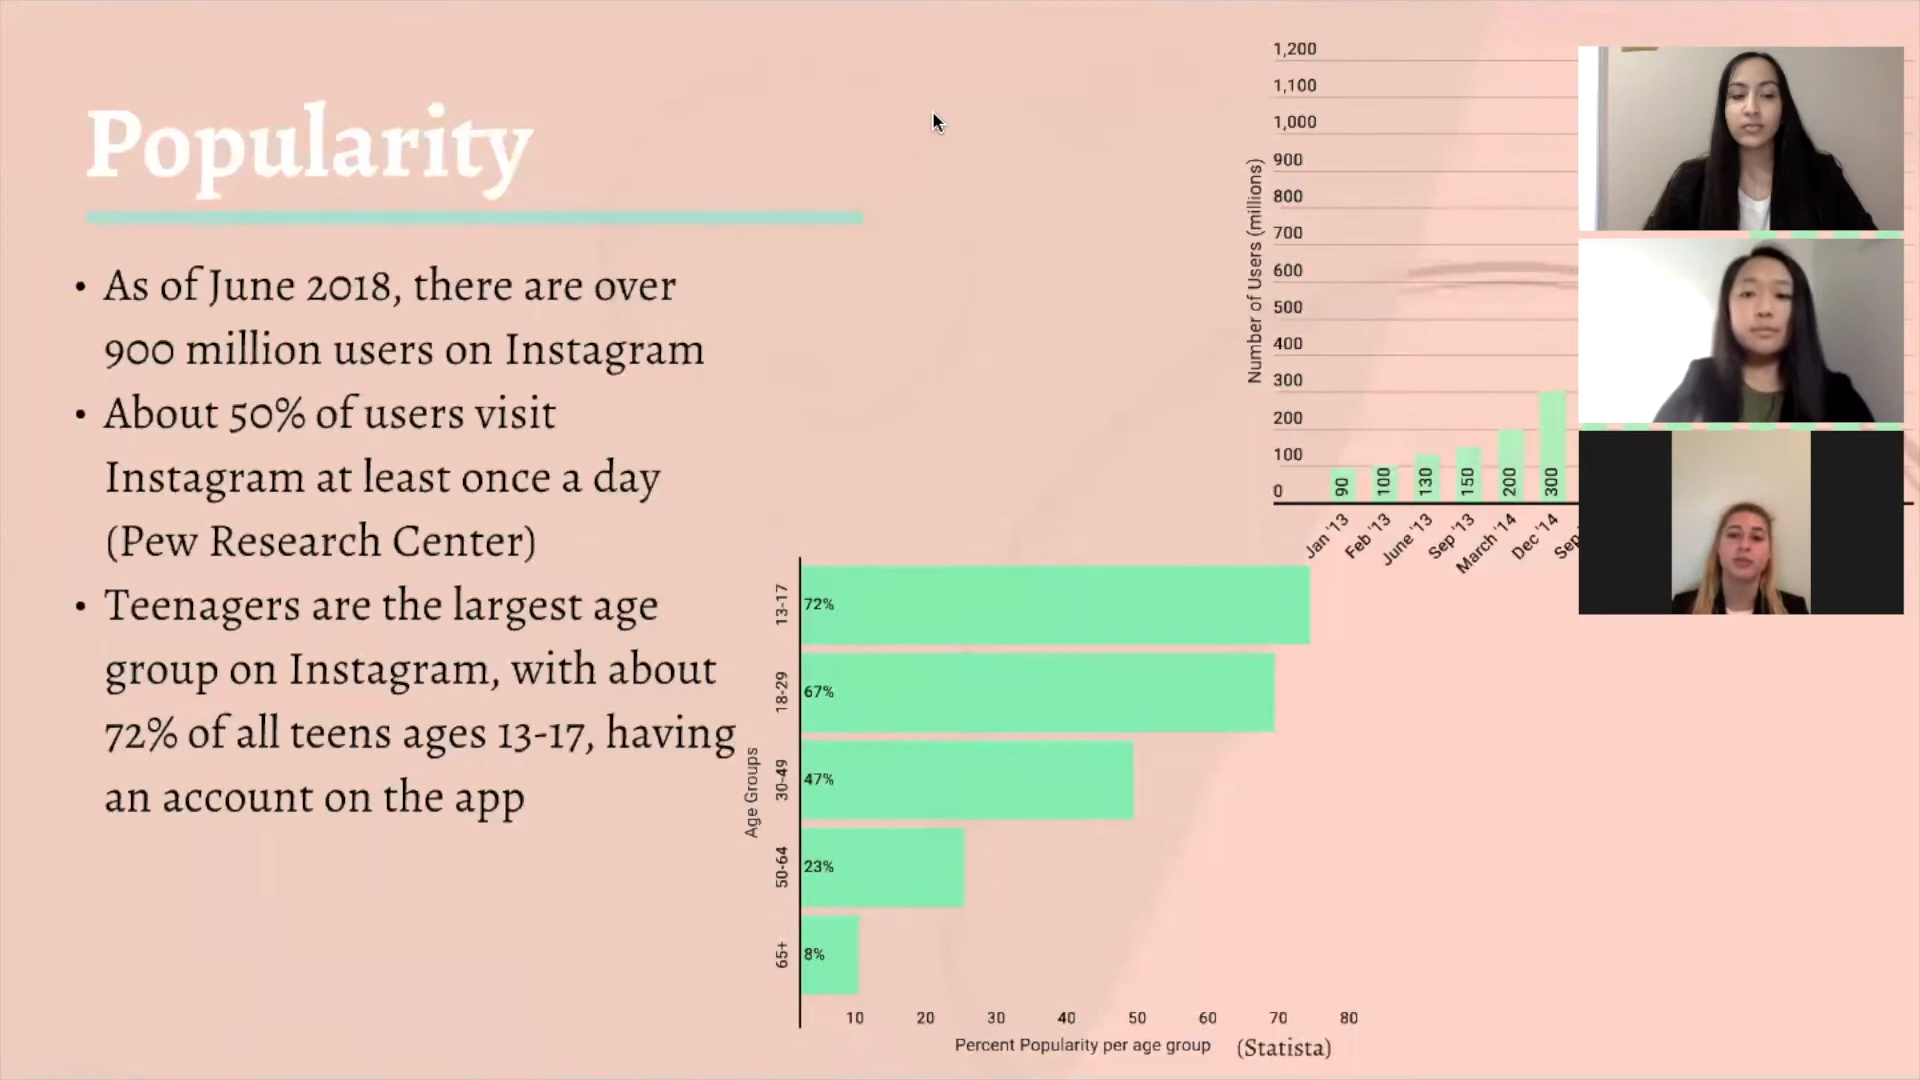 Popularity
• As of June 2018, there are over
900 million users on Instagram
• About 50% of users visit
Instagram at least once a day
(Pew Research Center)
• Teenagers are the largest age
group on Instagram, with about
72% of all teens ages 13-17, having
an account on the app
Number of Users (millions)
1,200
1,100
1,000
900
800
700
600
500
400
300
200
100
0
90
100
130
150
200
300
Jan '13
Feb '13
June '13
Sep '13
March '14
Dec '14
Sep
Age Groups
13-17
72%
18-29
67%
30-49
47%
50-64
23%
65+
8%
10 20 30 40 50 60 70 80
Percent Popularity per age group (Statista)